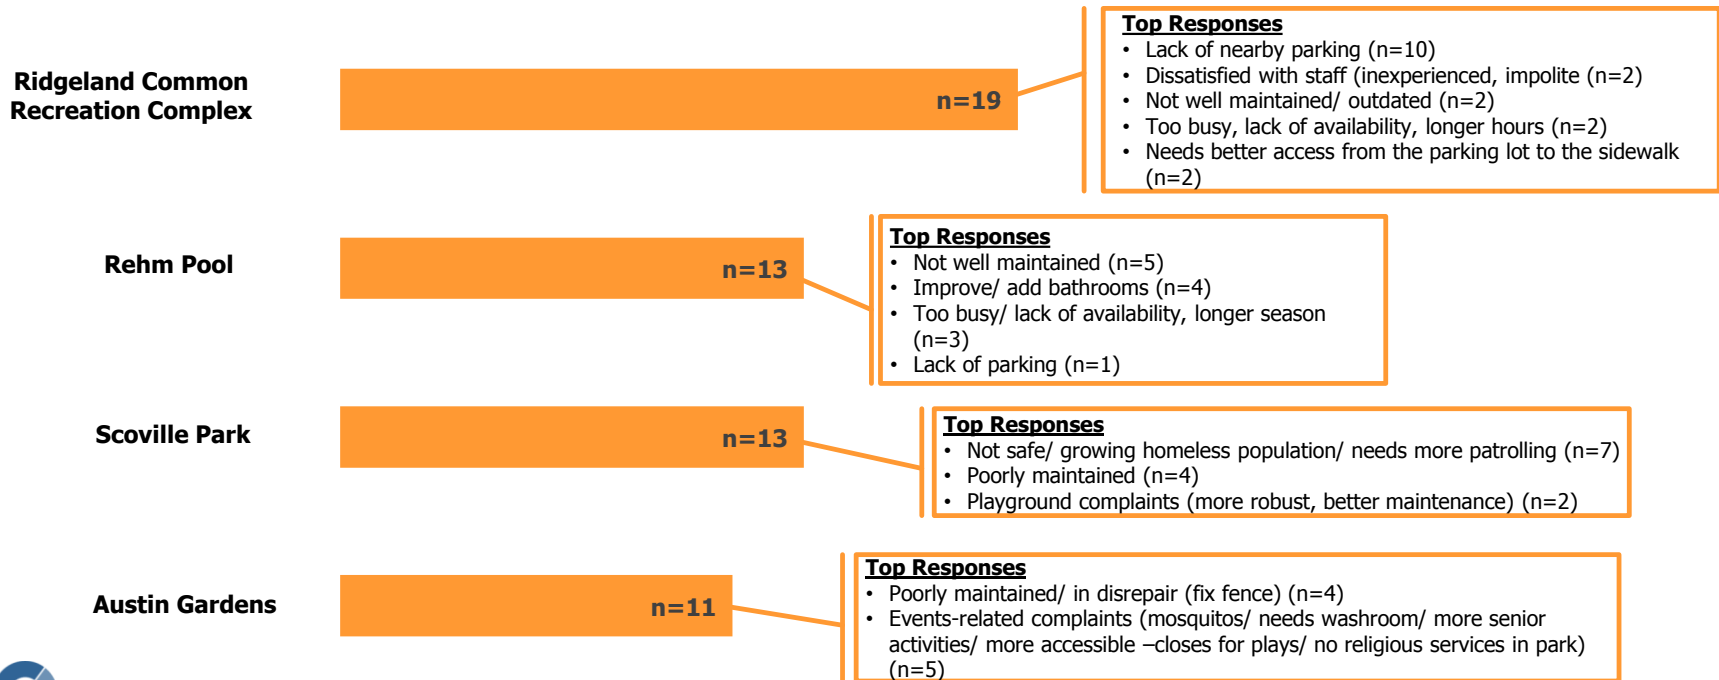 Ridgeland Common
Recreation Complex
n=19
Top Responses
• Lack of nearby parking (n=10)
• Dissatisfied with staff (inexperienced, impolite (n=2)
• Not well maintained/ outdated (n=2)
• Too busy, lack of availability, longer hours (n=2)
• Needs better access from the parking lot to the sidewalk
(n=2)
Rehm Pool
n=13
Top Responses
• Not well maintained (n=5)
• Improve/ add bathrooms (n=4)
• Too busy/ lack of availability, longer season
(n=3)
• Lack of parking (n=1)
Scoville Park
n=13
Top Responses
• Not safe/ growing homeless population/ needs more patrolling (n=7)
• Poorly maintained (n=4)
• Playground complaints (more robust, better maintenance) (n=2)
Austin Gardens
n=11
Top Responses
• Poorly maintained/ in disrepair (fix fence) (n=4)
• Events-related complaints (mosquitos/ needs washroom/ more senior
activities/ more accessible –closes for plays/ no religious services in park)
(n=5)